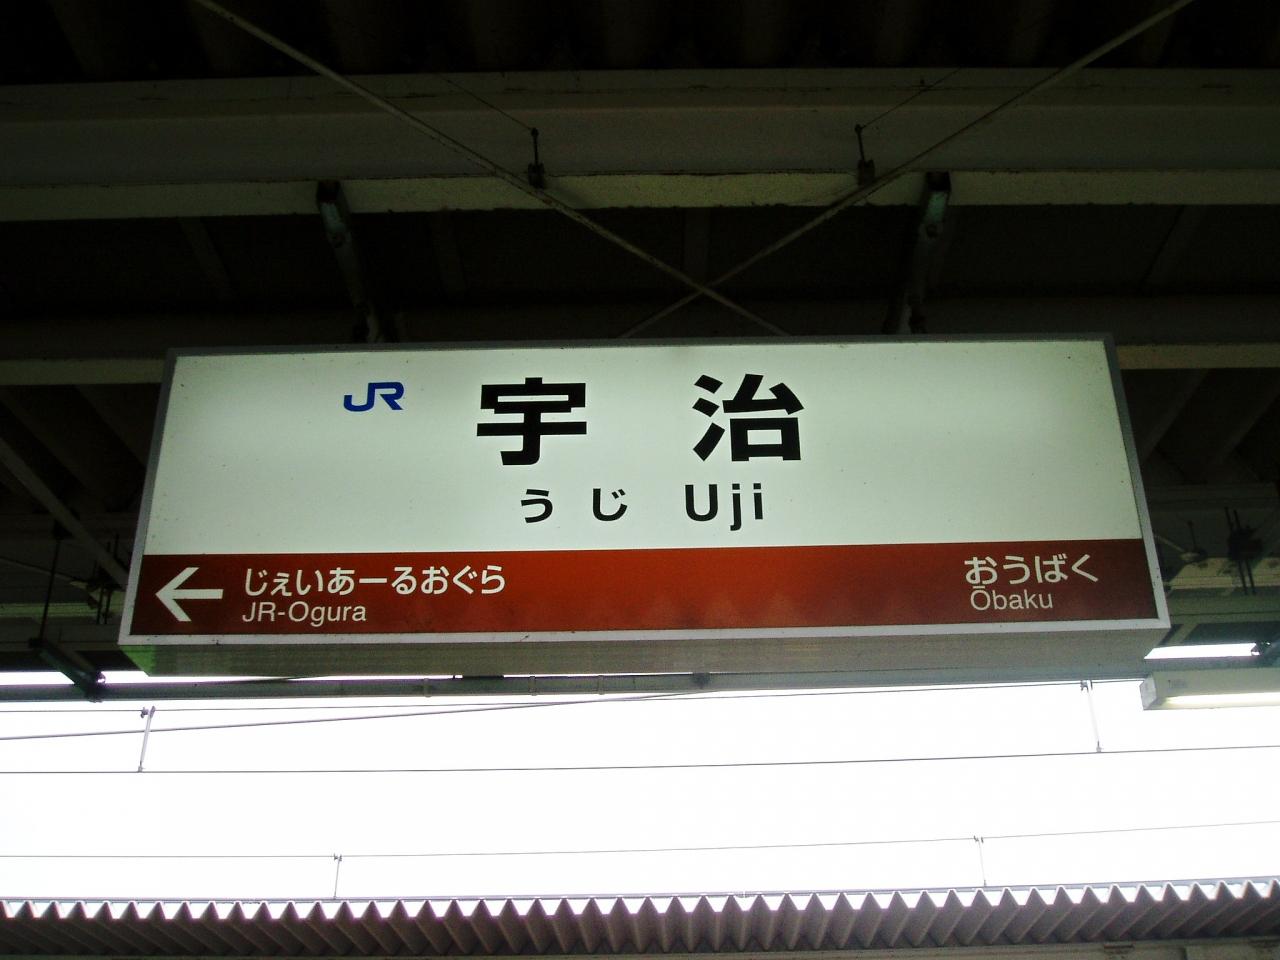 JR 宇治
うじ Uji
じぇいあーるおぐら
JR-Ogura
おうばく
Ōbaku